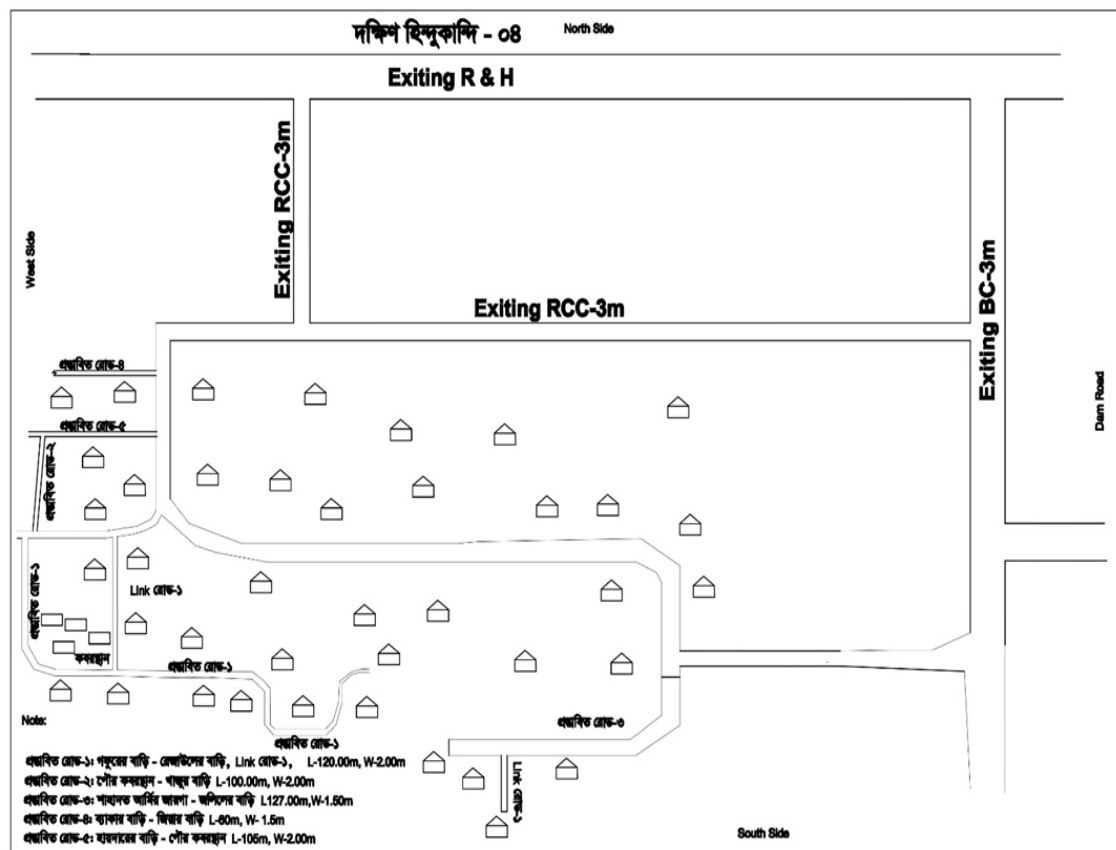 দক্ষিণ হিন্দুকান্দি - ০৪
North Side
Exiting R & H
Exiting RCC-3m
West Side
Exiting RCC-3m
Exiting BC-3m
Dam Road
প্রস্তাবিত রোড-৪
প্রস্তাবিত রোড-৫
প্রস্তাবিত রোড-২
প্রস্তাবিত রোড-১
Link রোড-১
কবরস্থান
প্রস্তাবিত রোড-১
প্রস্তাবিত রোড-১
প্রস্তাবিত রোড-৩
Link রোড-১
South Side
Note:
প্রস্তাবিত রোড-১: গফুরের বাড়ি - রেজাউলের বাড়ি, Link রোড-১, L-120.00m, W-2.00m
প্রস্তাবিত রোড-২: পৌর কবরস্থান - খাজুর বাড়ি L-100.00m, W-2.00m
প্রস্তাবিত রোড-৩: শাহাদত আর্মির জায়গা - জলিলের বাড়ি L127.00m,W-1.50m
প্রস্তাবিত রোড-৪: ব্যাকার বাড়ি - জিয়ার বাড়ি L-60m, W- 1.5m
প্রস্তাবিত রোড-৫: হায়দারের বাড়ি - পৌর কবরস্থান L-105m, W-2.00m